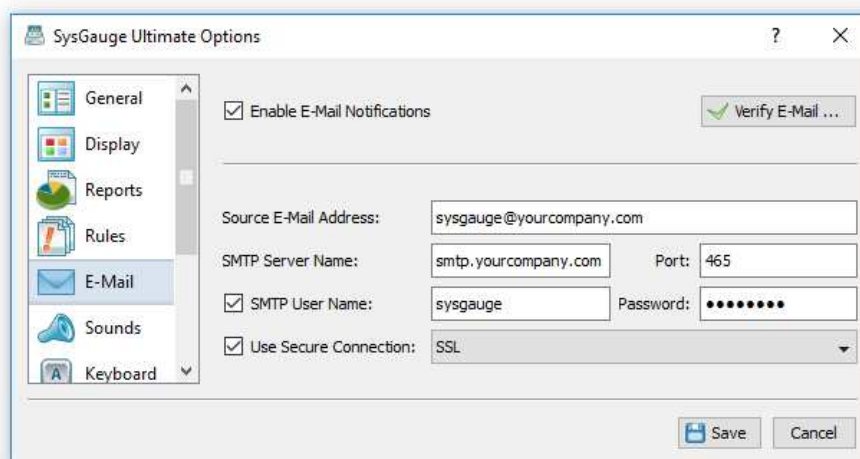 SysGauge Ultimate Options
?
General
Display
Reports
Rules
E-Mail
Sounds
A
Keyboard
Enable E-Mail Notifications
Verify E-Mail ...
Source E-Mail Address:
sysgauge@yourcompany.com
SMTP Server Name:
smtp.yourcompany.com
Port:
465
SMTP User Name:
sysgauge
Password:
●●●●●●●●
Use Secure Connection:
SSL
Save
Cancel